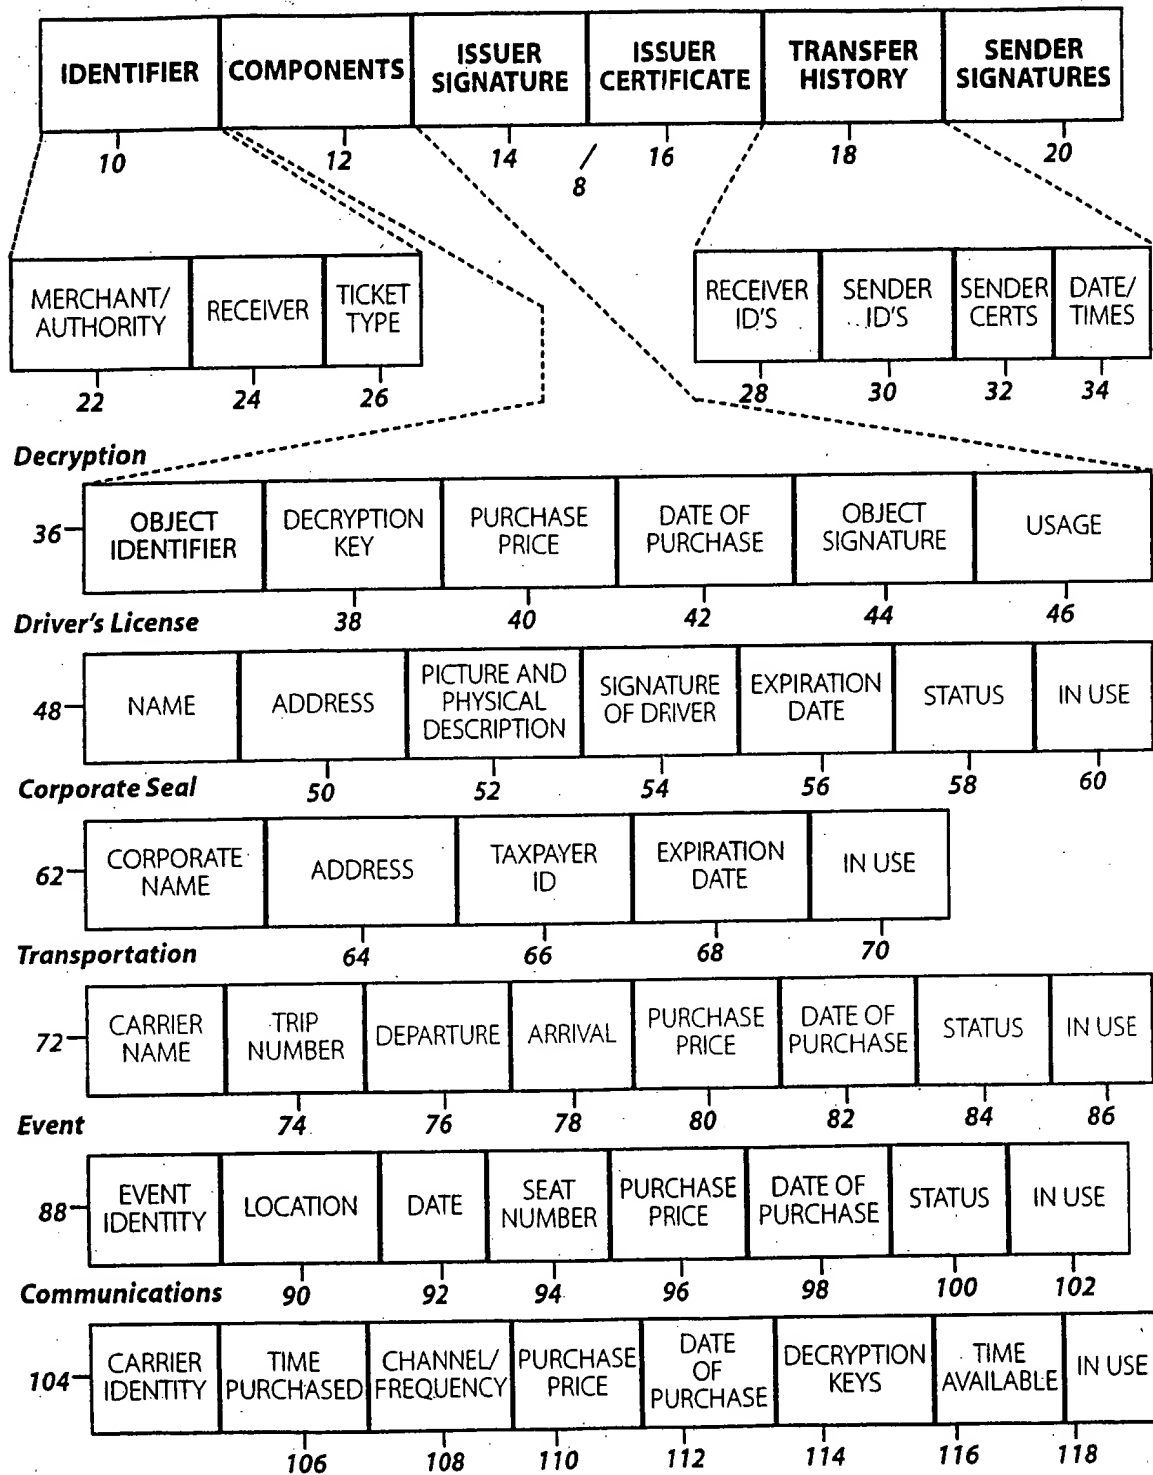 IDENTIFIER
COMPONENTS
ISSUER
SIGNATURE
ISSUER
CERTIFICATE
TRANSFER
HISTORY
SENDER
SIGNATURES
10
12
14
8
16
18
20
MERCHANT/
AUTHORITY
RECEIVER
TICKET
TYPE
RECEIVER
ID'S
SENDER
ID'S
SENDER
CERTS
DATE/
TIMES
22
24
26
28
30
32
34
Decryption
36
OBJECT
IDENTIFIER
DECRYPTION
KEY
PURCHASE
PRICE
DATE OF
PURCHASE
OBJECT
SIGNATURE
USAGE
38
40
42
44
46
Driver's License
48
NAME
ADDRESS
PICTURE AND
PHYSICAL
DESCRIPTION
SIGNATURE
OF DRIVER
EXPIRATION
DATE
STATUS
IN USE
50
52
54
56
58
60
Corporate Seal
62
CORPORATE
NAME
ADDRESS
TAXPAYER
ID
EXPIRATION
DATE
IN USE
64
66
68
70
Transportation
72
CARRIER
NAME
TRIP
NUMBER
DEPARTURE
ARRIVAL
PURCHASE
PRICE
DATE OF
PURCHASE
STATUS
IN USE
74
76
78
80
82
84
86
Event
88
EVENT
IDENTITY
LOCATION
DATE
SEAT
NUMBER
PURCHASE
PRICE
DATE OF
PURCHASE
STATUS
IN USE
90
92
94
96
98
100
102
Communications
104
CARRIER
IDENTITY
TIME
PURCHASED
CHANNEL/
FREQUENCY
PURCHASE
PRICE
DATE
OF
PURCHASE
DECRYPTION
KEYS
TIME
AVAILABLE
IN USE
106
108
110
112
114
116
118